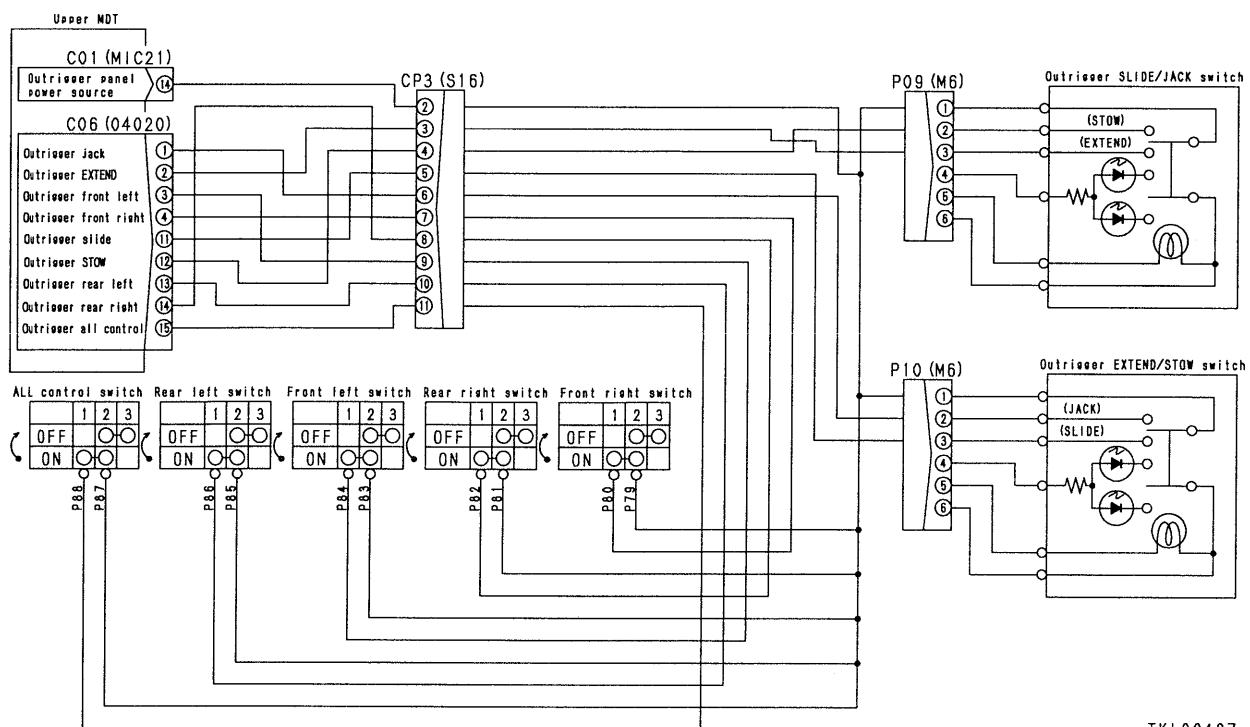 Upper MDT
C01 (MIC21)
Outrigger panel
power source
14
C06 (04020)
Outrigger jack 1
Outrigger EXTEND 2
Outrigger front left 3
Outrigger front right 4
Outrigger slide 11
Outrigger STOW 12
Outrigger rear left 13
Outrigger rear right 14
Outrigger all control 15
CP3 (S16)
2
3
4
5
6
7
8
9
10
11
P09 (M6)
1
2
3
4
5
6
Outrigger SLIDE/JACK switch
(STOW)
(EXTEND)
P10 (M6)
1
2
3
4
5
6
Outrigger EXTEND/STOW switch
(JACK)
(SLIDE)
ALL control switch
1 2 3
OFF
ON
P88 P87
Rear left switch
1 2 3
OFF
ON
P86 P85
Front left switch
1 2 3
OFF
ON
P84 P83
Rear right switch
1 2 3
OFF
ON
P82 P81
Front right switch
1 2 3
OFF
ON
P80 P79